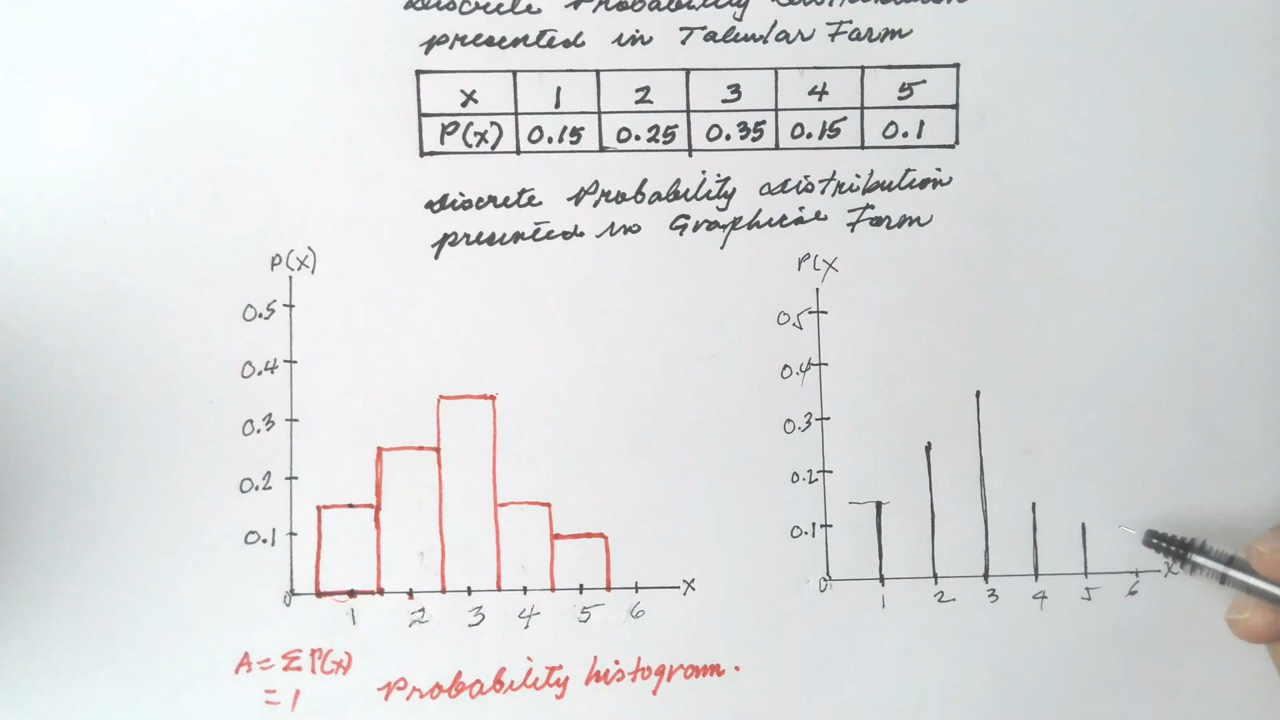 Discrete Probability Distribution
presented in Tabular Form
x 1 2 3 4 5
P(x) 0.15 0.25 0.35 0.15 0.1
Discrete Probability Distribution
presented in Graphical Form
P(x)
0.5
0.4
0.3
0.2
0.1
0
1 2 3 4 5 6 x
P(x
0.5
0.4
0.3
0.2
0.1
0
1 2 3 4 5 6 x
A = Σ P(x)
= 1
Probability histogram.